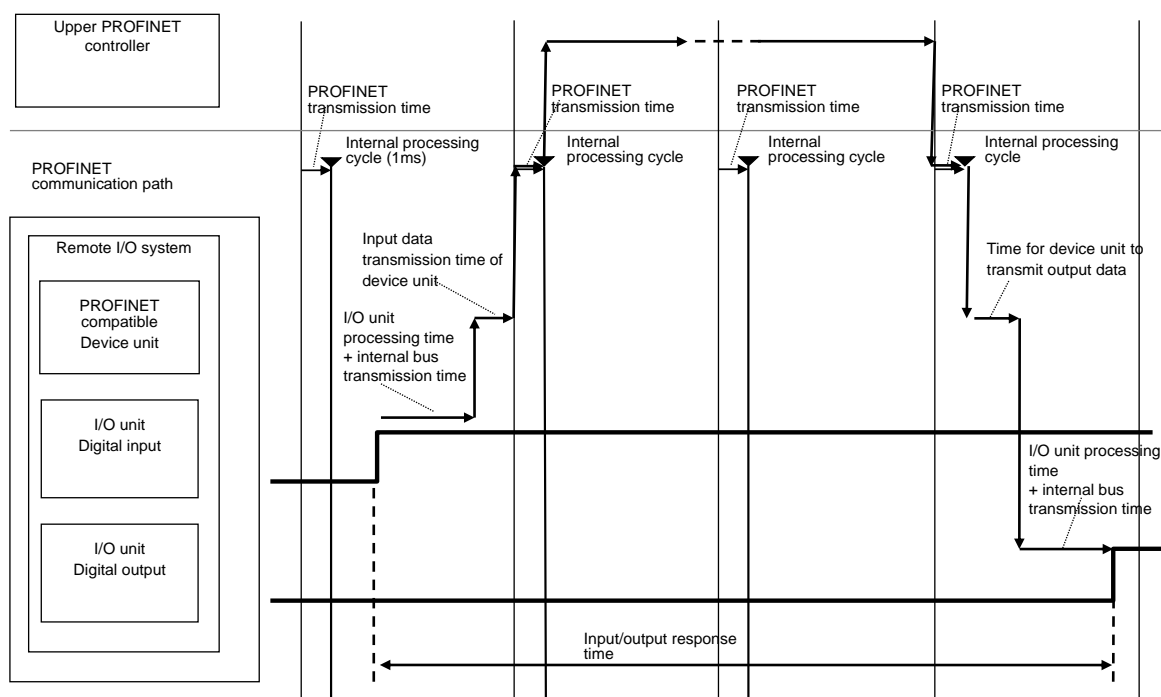 Upper PROFINET
controller
PROFINET
transmission time
PROFINET
transmission time
PROFINET
transmission time
PROFINET
transmission time
Internal processing
cycle (1ms)
Internal
processing cycle
Internal
processing cycle
Internal processing
cycle
PROFINET
communication path
Remote I/O system
PROFINET
compatible
Device unit
I/O unit
Digital input
I/O unit
Digital output
Input data
transmission time of
device unit
I/O unit
processing time
+ internal bus
transmission time
Time for device unit to
transmit output data
I/O unit processing
time
+ internal bus
transmission time
Input/output response
time